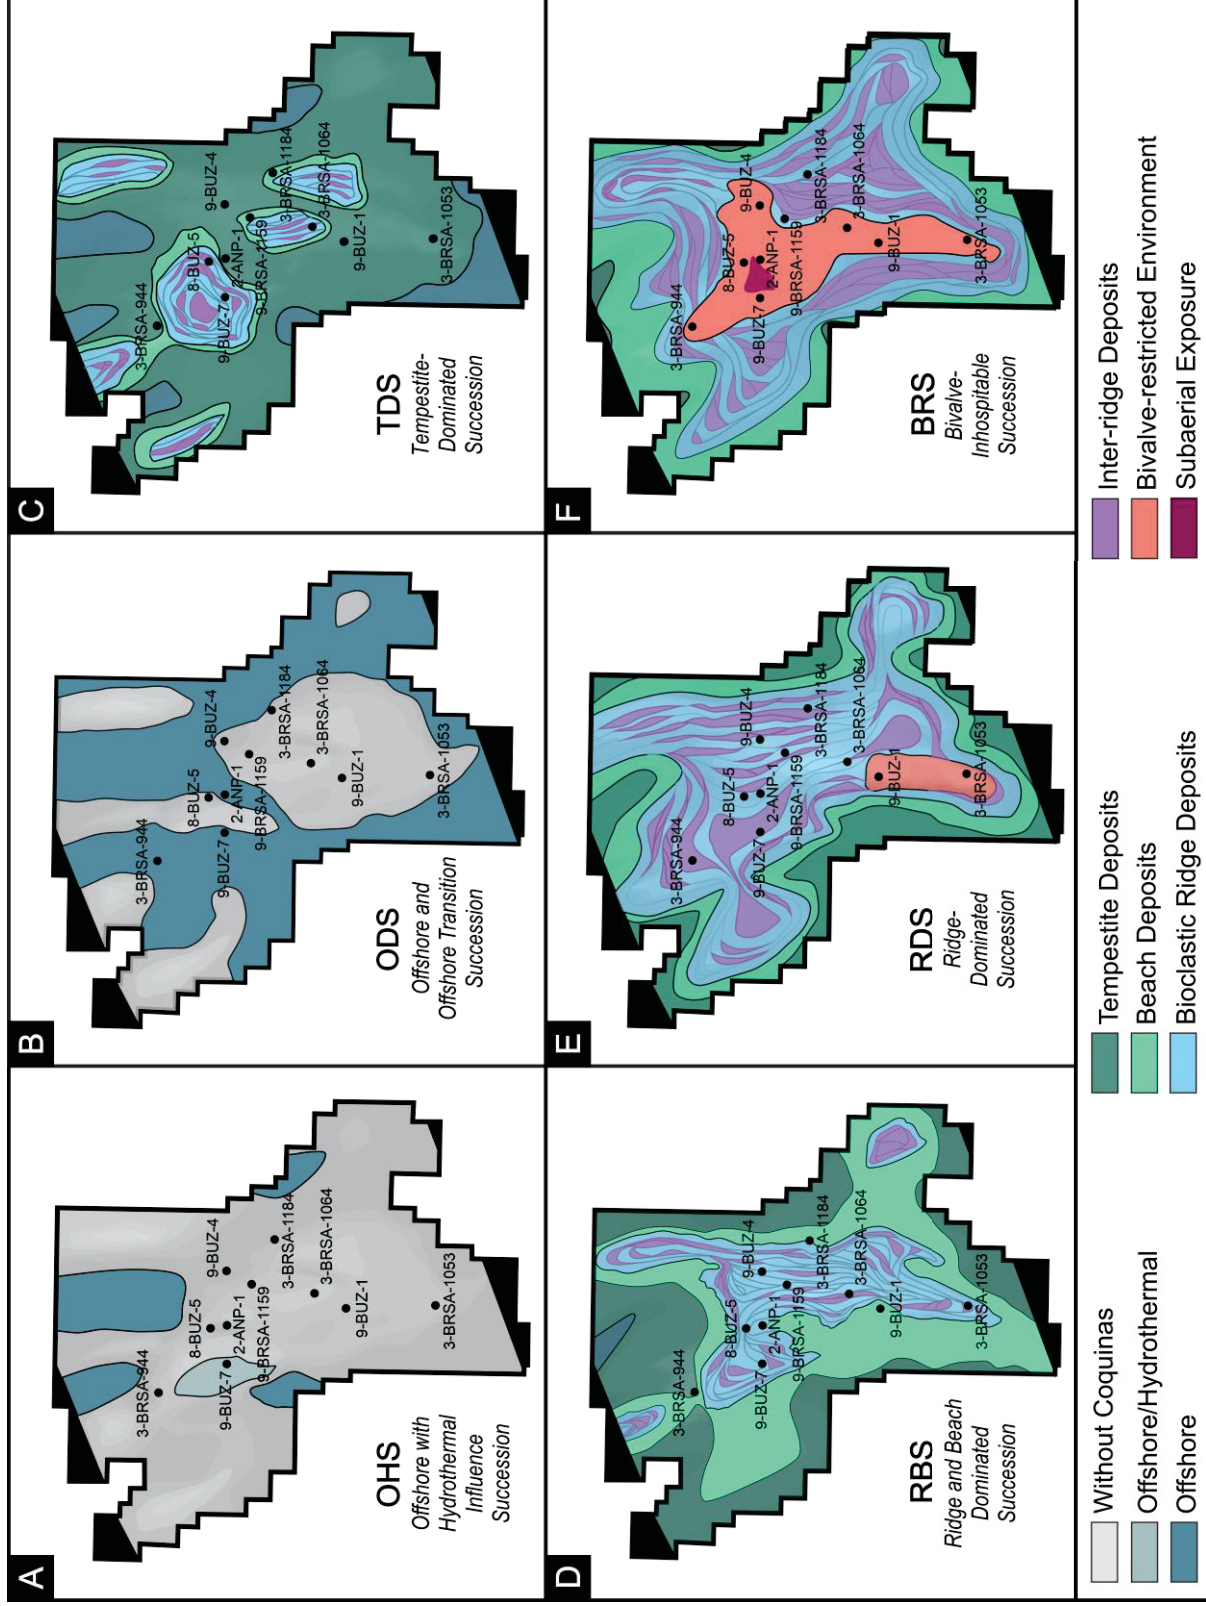 A
3-BRSA-944
8-BUZ-5
9-BUZ-4
2-ANP-1
9-BUZ-7
9-BRSA-1159
3-BRSA-1184
3-BRSA-1064
9-BUZ-1
3-BRSA-1053
OHS
Offshore with
Hydrothermal
Influence
Succession
B
3-BRSA-944
8-BUZ-5
9-BUZ-4
2-ANP-1
9-BUZ-7
9-BRSA-1159
3-BRSA-1184
3-BRSA-1064
9-BUZ-1
3-BRSA-1053
ODS
Offshore and
Offshore Transition
Succession
C
3-BRSA-944
8-BUZ-5
9-BUZ-4
2-ANP-1
9-BUZ-7
9-BRSA-1159
3-BRSA-1184
3-BRSA-1064
9-BUZ-1
3-BRSA-1053
TDS
Tempestite-
Dominated
Succession
D
3-BRSA-944
8-BUZ-5
9-BUZ-4
2-ANP-1
9-BUZ-7
9-BRSA-1159
3-BRSA-1184
3-BRSA-1064
9-BUZ-1
3-BRSA-1053
RBS
Ridge and Beach
Dominated
Succession
E
3-BRSA-944
8-BUZ-5
9-BUZ-4
2-ANP-1
9-BUZ-7
9-BRSA-1159
3-BRSA-1184
3-BRSA-1064
9-BUZ-1
3-BRSA-1053
RDS
Ridge-
Dominated
Succession
F
3-BRSA-944
8-BUZ-5
9-BUZ-4
2-ANP-1
9-BUZ-7
9-BRSA-1159
3-BRSA-1184
3-BRSA-1064
9-BUZ-1
3-BRSA-1053
BRS
Bivalve-
Inhospitable
Succession
Without Coquinas
Offshore/Hydrothermal
Offshore
Tempestite Deposits
Beach Deposits
Bioclastic Ridge Deposits
Inter-ridge Deposits
Bivalve-restricted Environment
Subaerial Exposure